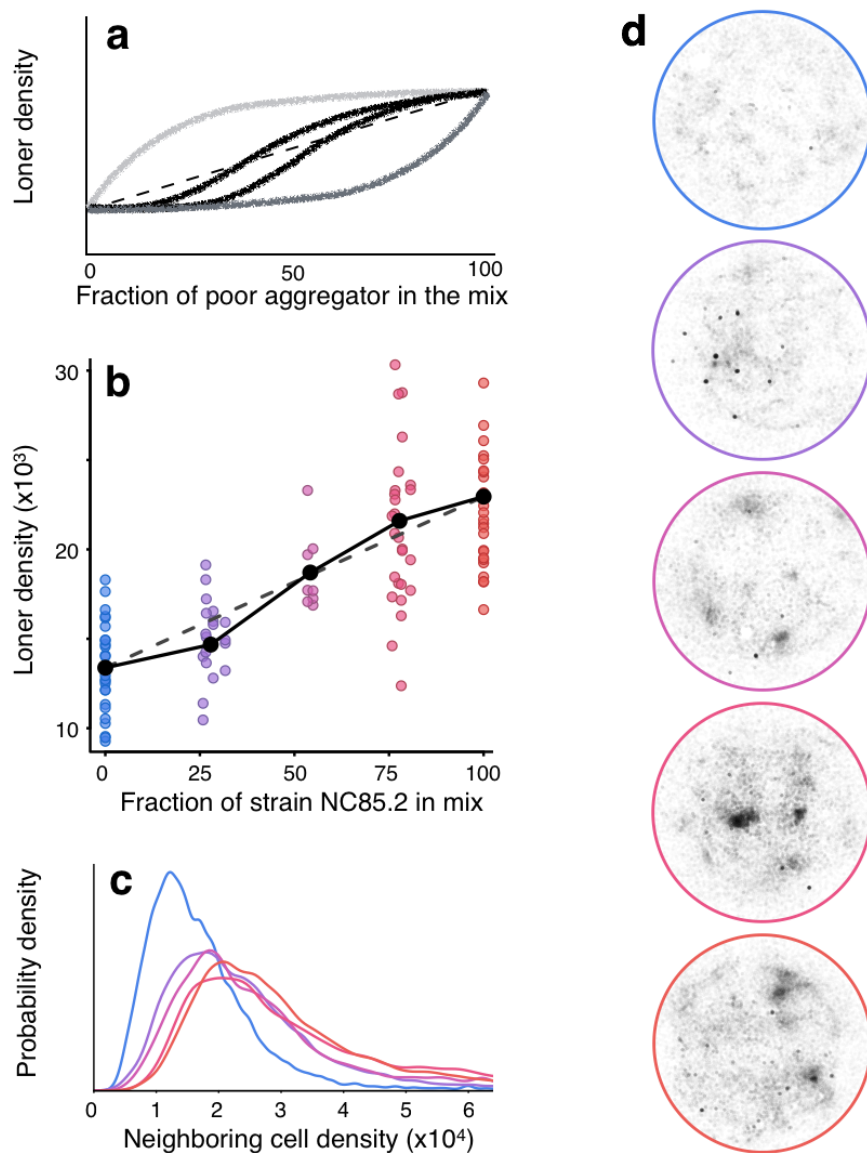 a
Loner density
0
50
100
Fraction of poor aggregator in the mix
b
Loner density (x10³)
30
20
10
0
25
50
75
100
Fraction of strain NC85.2 in mix
c
Probability density
0
1
2
3
4
5
6
Neighboring cell density (x10⁴)
d